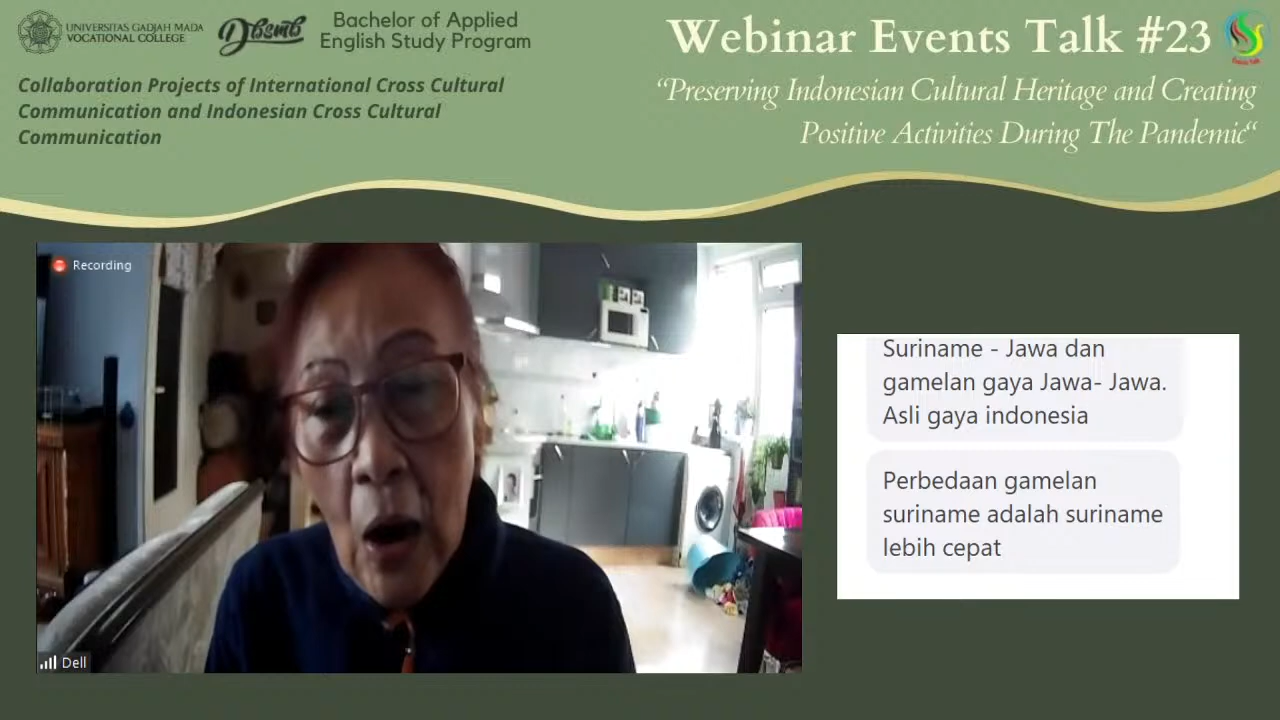 UNIVERSITAS GADJAH MADA
VOCATIONAL COLLEGE
Dbsmb
Bachelor of Applied
English Study Program
Webinar Events Talk #23
Collaboration Projects of International Cross Cultural
Communication and Indonesian Cross Cultural
Communication
“Preserving Indonesian Cultural Heritage and Creating
Positive Activities During The Pandemic“
Recording
Suriname - Jawa dan
gamelan gaya Jawa- Jawa.
Asli gaya indonesia
Perbedaan gamelan
suriname adalah suriname
lebih cepat
Dell